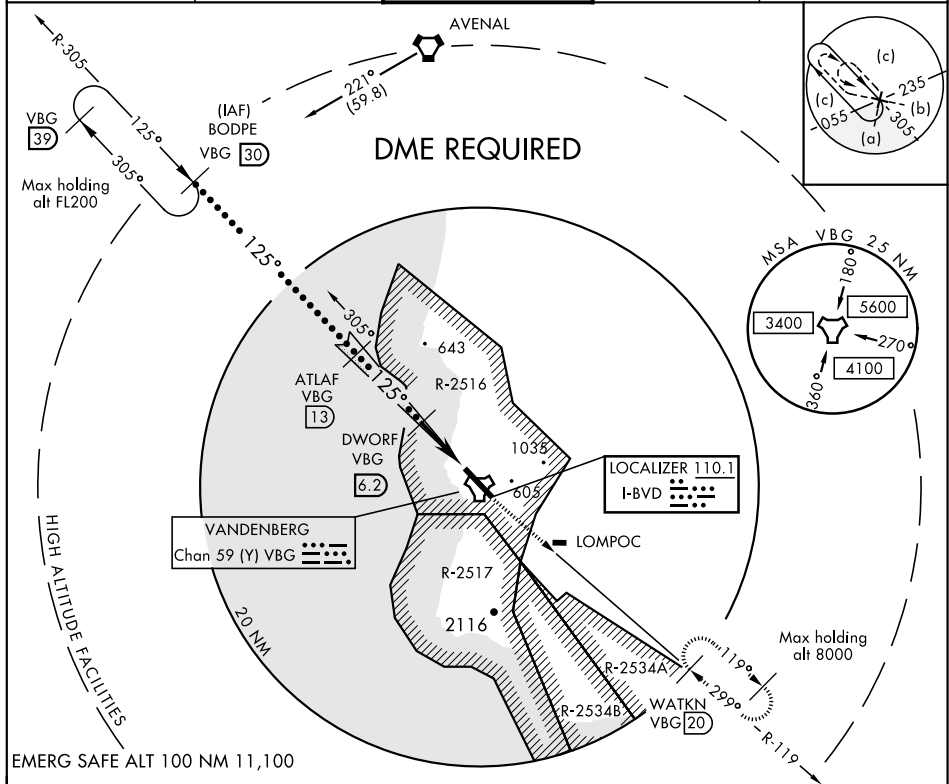 AVENAL
R-305
221°
(59.8)
(IAF)
BODPE
VBG 30
VBG
39
125°
305°
Max holding
alt FL200
DME REQUIRED
(c)
235
(c)
(b)
055
305
(a)
125°
MSA VBG 25 NM
180°
3400
5600
270°
4100
360°
305°
643
R-2516
ATLAF
VBG
13
125°
1035
DWORF
VBG
6.2
605
LOCALIZER 110.1
I-BVD
VANDENBERG
Chan 59 (Y) VBG
LOMPOC
HIGH ALTITUDE FACILITIES
R-2517
2116
20 NM
Max holding
alt 8000
119°
299°
R-2534A
WATKN
VBG 20
R-2534B
R-119
EMERG SAFE ALT 100 NM 11,100